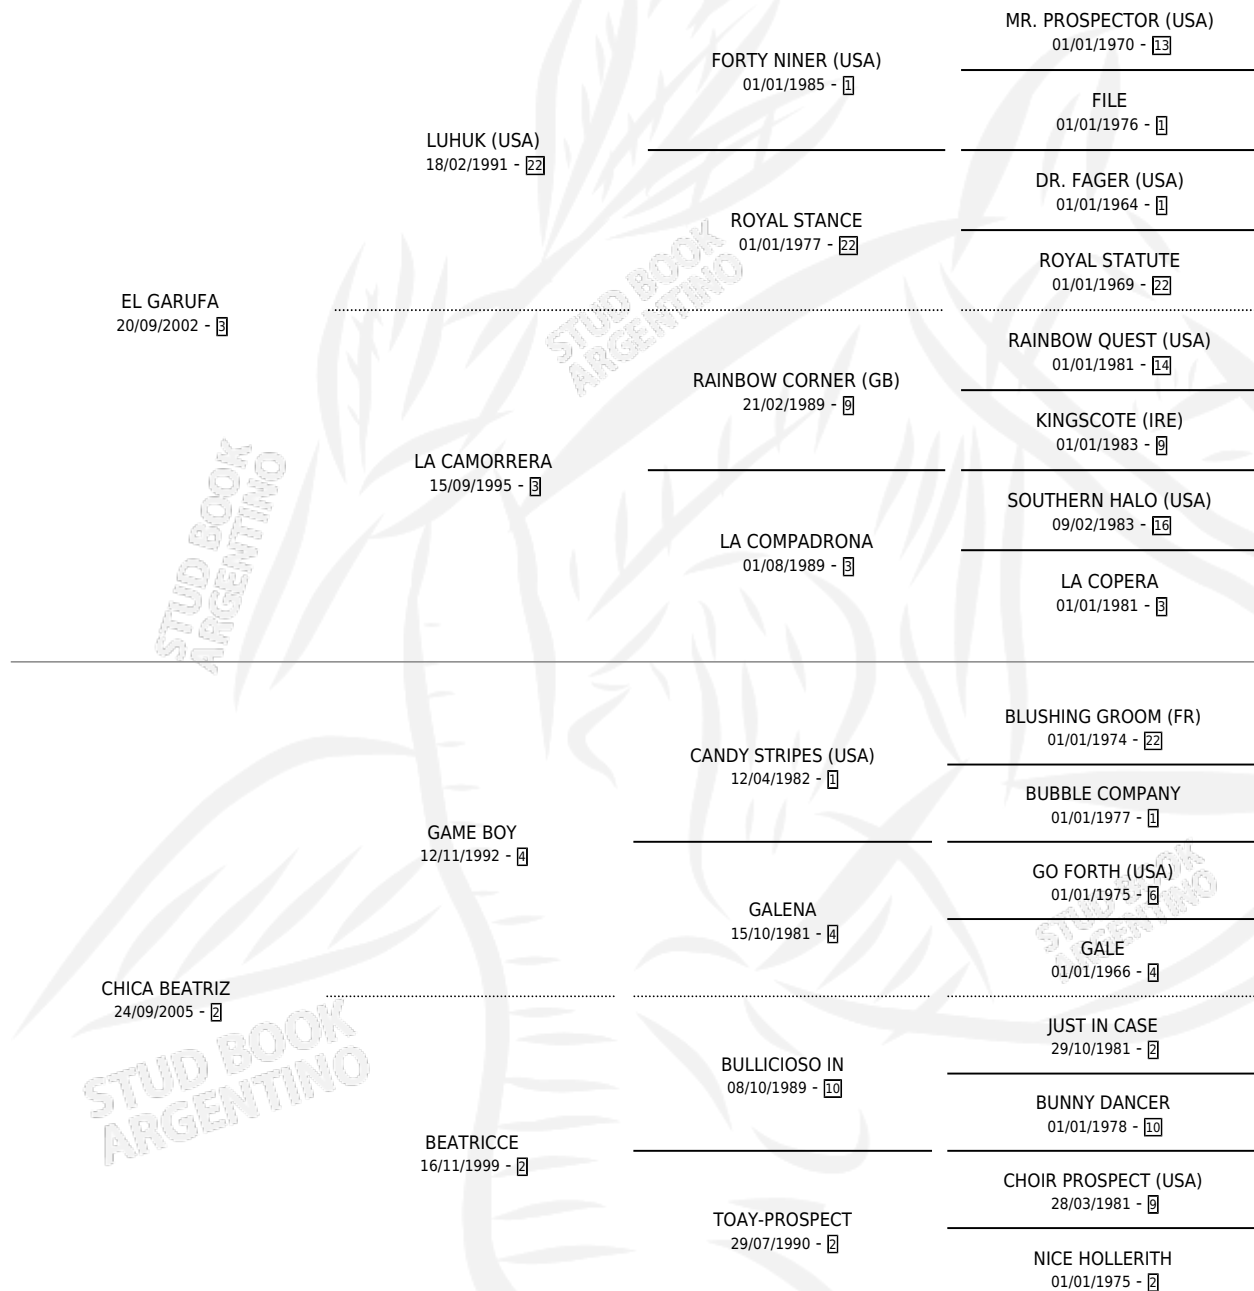 MR. PROSPECTOR (USA)
01/01/1970 - 13
FORTY NINER (USA)
01/01/1985 - 1
FILE
01/01/1976 - 1
LUHUK (USA)
18/02/1991 - 22
DR. FAGER (USA)
01/01/1964 - 1
ROYAL STANCE
01/01/1977 - 22
ROYAL STATUTE
01/01/1969 - 22
EL GARUFA
20/09/2002 - 3
RAINBOW QUEST (USA)
01/01/1981 - 14
RAINBOW CORNER (GB)
21/02/1989 - 9
KINGSCOTE (IRE)
01/01/1983 - 9
LA CAMORRERA
15/09/1995 - 3
SOUTHERN HALO (USA)
09/02/1983 - 16
LA COMPADRONA
01/08/1989 - 3
LA COPERA
01/01/1981 - 3
BLUSHING GROOM (FR)
01/01/1974 - 22
CANDY STRIPES (USA)
12/04/1982 - 1
BUBBLE COMPANY
01/01/1977 - 1
GAME BOY
12/11/1992 - 4
GO FORTH (USA)
01/01/1975 - 6
GALENA
15/10/1981 - 4
GALE
01/01/1966 - 4
CHICA BEATRIZ
24/09/2005 - 2
JUST IN CASE
29/10/1981 - 2
BULLICIOSO IN
08/10/1989 - 10
BUNNY DANCER
01/01/1978 - 10
BEATRICCE
16/11/1999 - 2
CHOIR PROSPECT (USA)
28/03/1981 - 9
TOAY-PROSPECT
29/07/1990 - 2
NICE HOLLERITH
01/01/1975 - 2
STUD BOOK
ARGENTINO
STUD BOOK
ARGENTINO
STUD BOOK
ARGENTINO
STUD BOOK
ARGENTINO